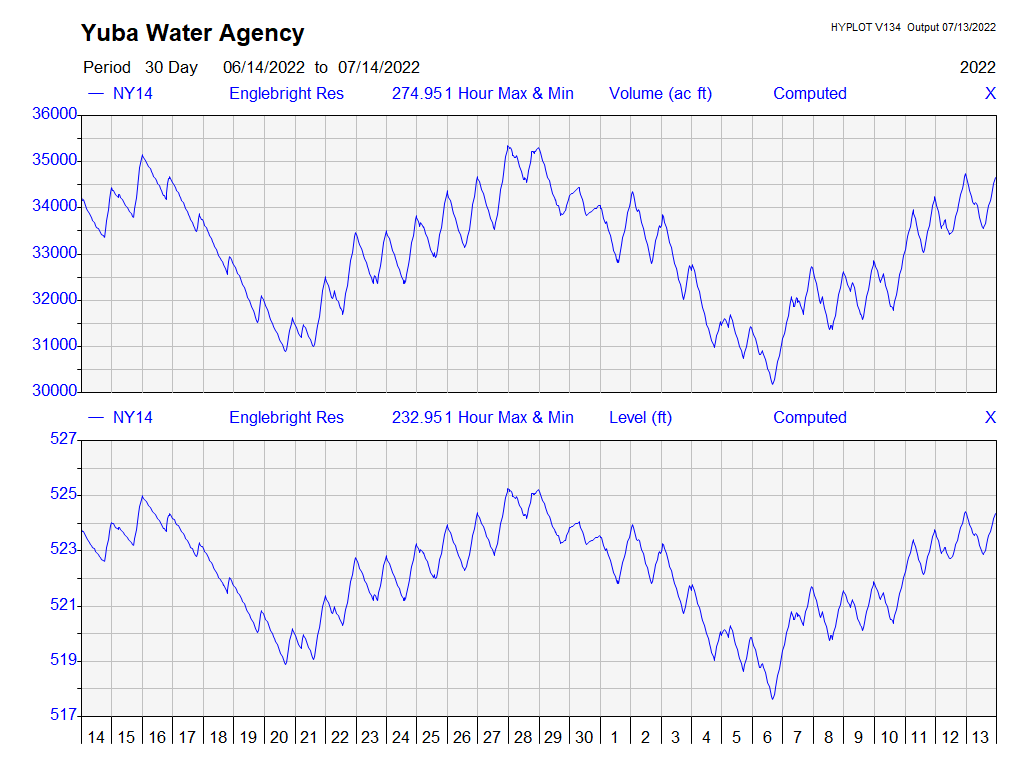 Yuba Water Agency
HYPLOT V134 Output 07/13/2022
Period 30 Day 06/14/2022 to 07/14/2022 2022
NY14 Englebright Res 274.951 Hour Max & Min Volume (ac ft) Computed X
36000
35000
34000
33000
32000
31000
30000
NY14 Englebright Res 232.951 Hour Max & Min Level (ft) Computed X
527
525
523
521
519
517
14 15 16 17 18 19 20 21 22 23 24 25 26 27 28 29 30 1 2 3 4 5 6 7 8 9 10 11 12 13